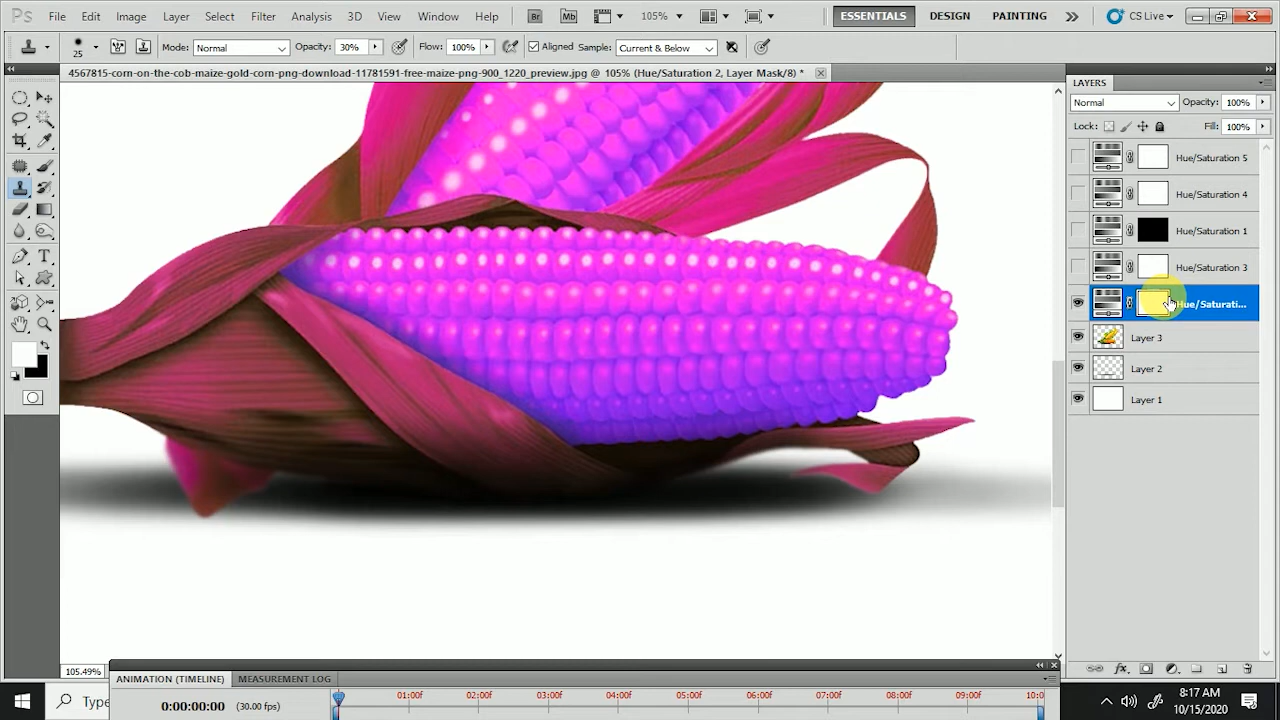 Ps File Edit Image Layer Select Filter Analysis 3D View Window Help Br Mb 105% ESSENTIALS DESIGN PAINTING CS Live
25 Mode: Normal Opacity: 30% Flow: 100% Aligned Sample: Current & Below
4567815-corn-on-the-cob-maize-gold-corn-png-download-11781591-free-maize-png-900_1220_preview.jpg @ 105% (Hue/Saturation 2, Layer Mask/8) *
LAYERS
Normal Opacity: 100%
Lock: Fill: 100%
Hue/Saturation 5
Hue/Saturation 4
Hue/Saturation 1
Hue/Saturation 3
Hue/Saturati...
Layer 3
Layer 2
Layer 1
105.49%
ANIMATION (TIMELINE) MEASUREMENT LOG
01:00f 02:00f 03:00f 04:00f 05:00f 06:00f 07:00f 08:00f 09:00f 10:0
0:00:00:00 (30.00 fps)
Type
8:17 AM
10/15/2020